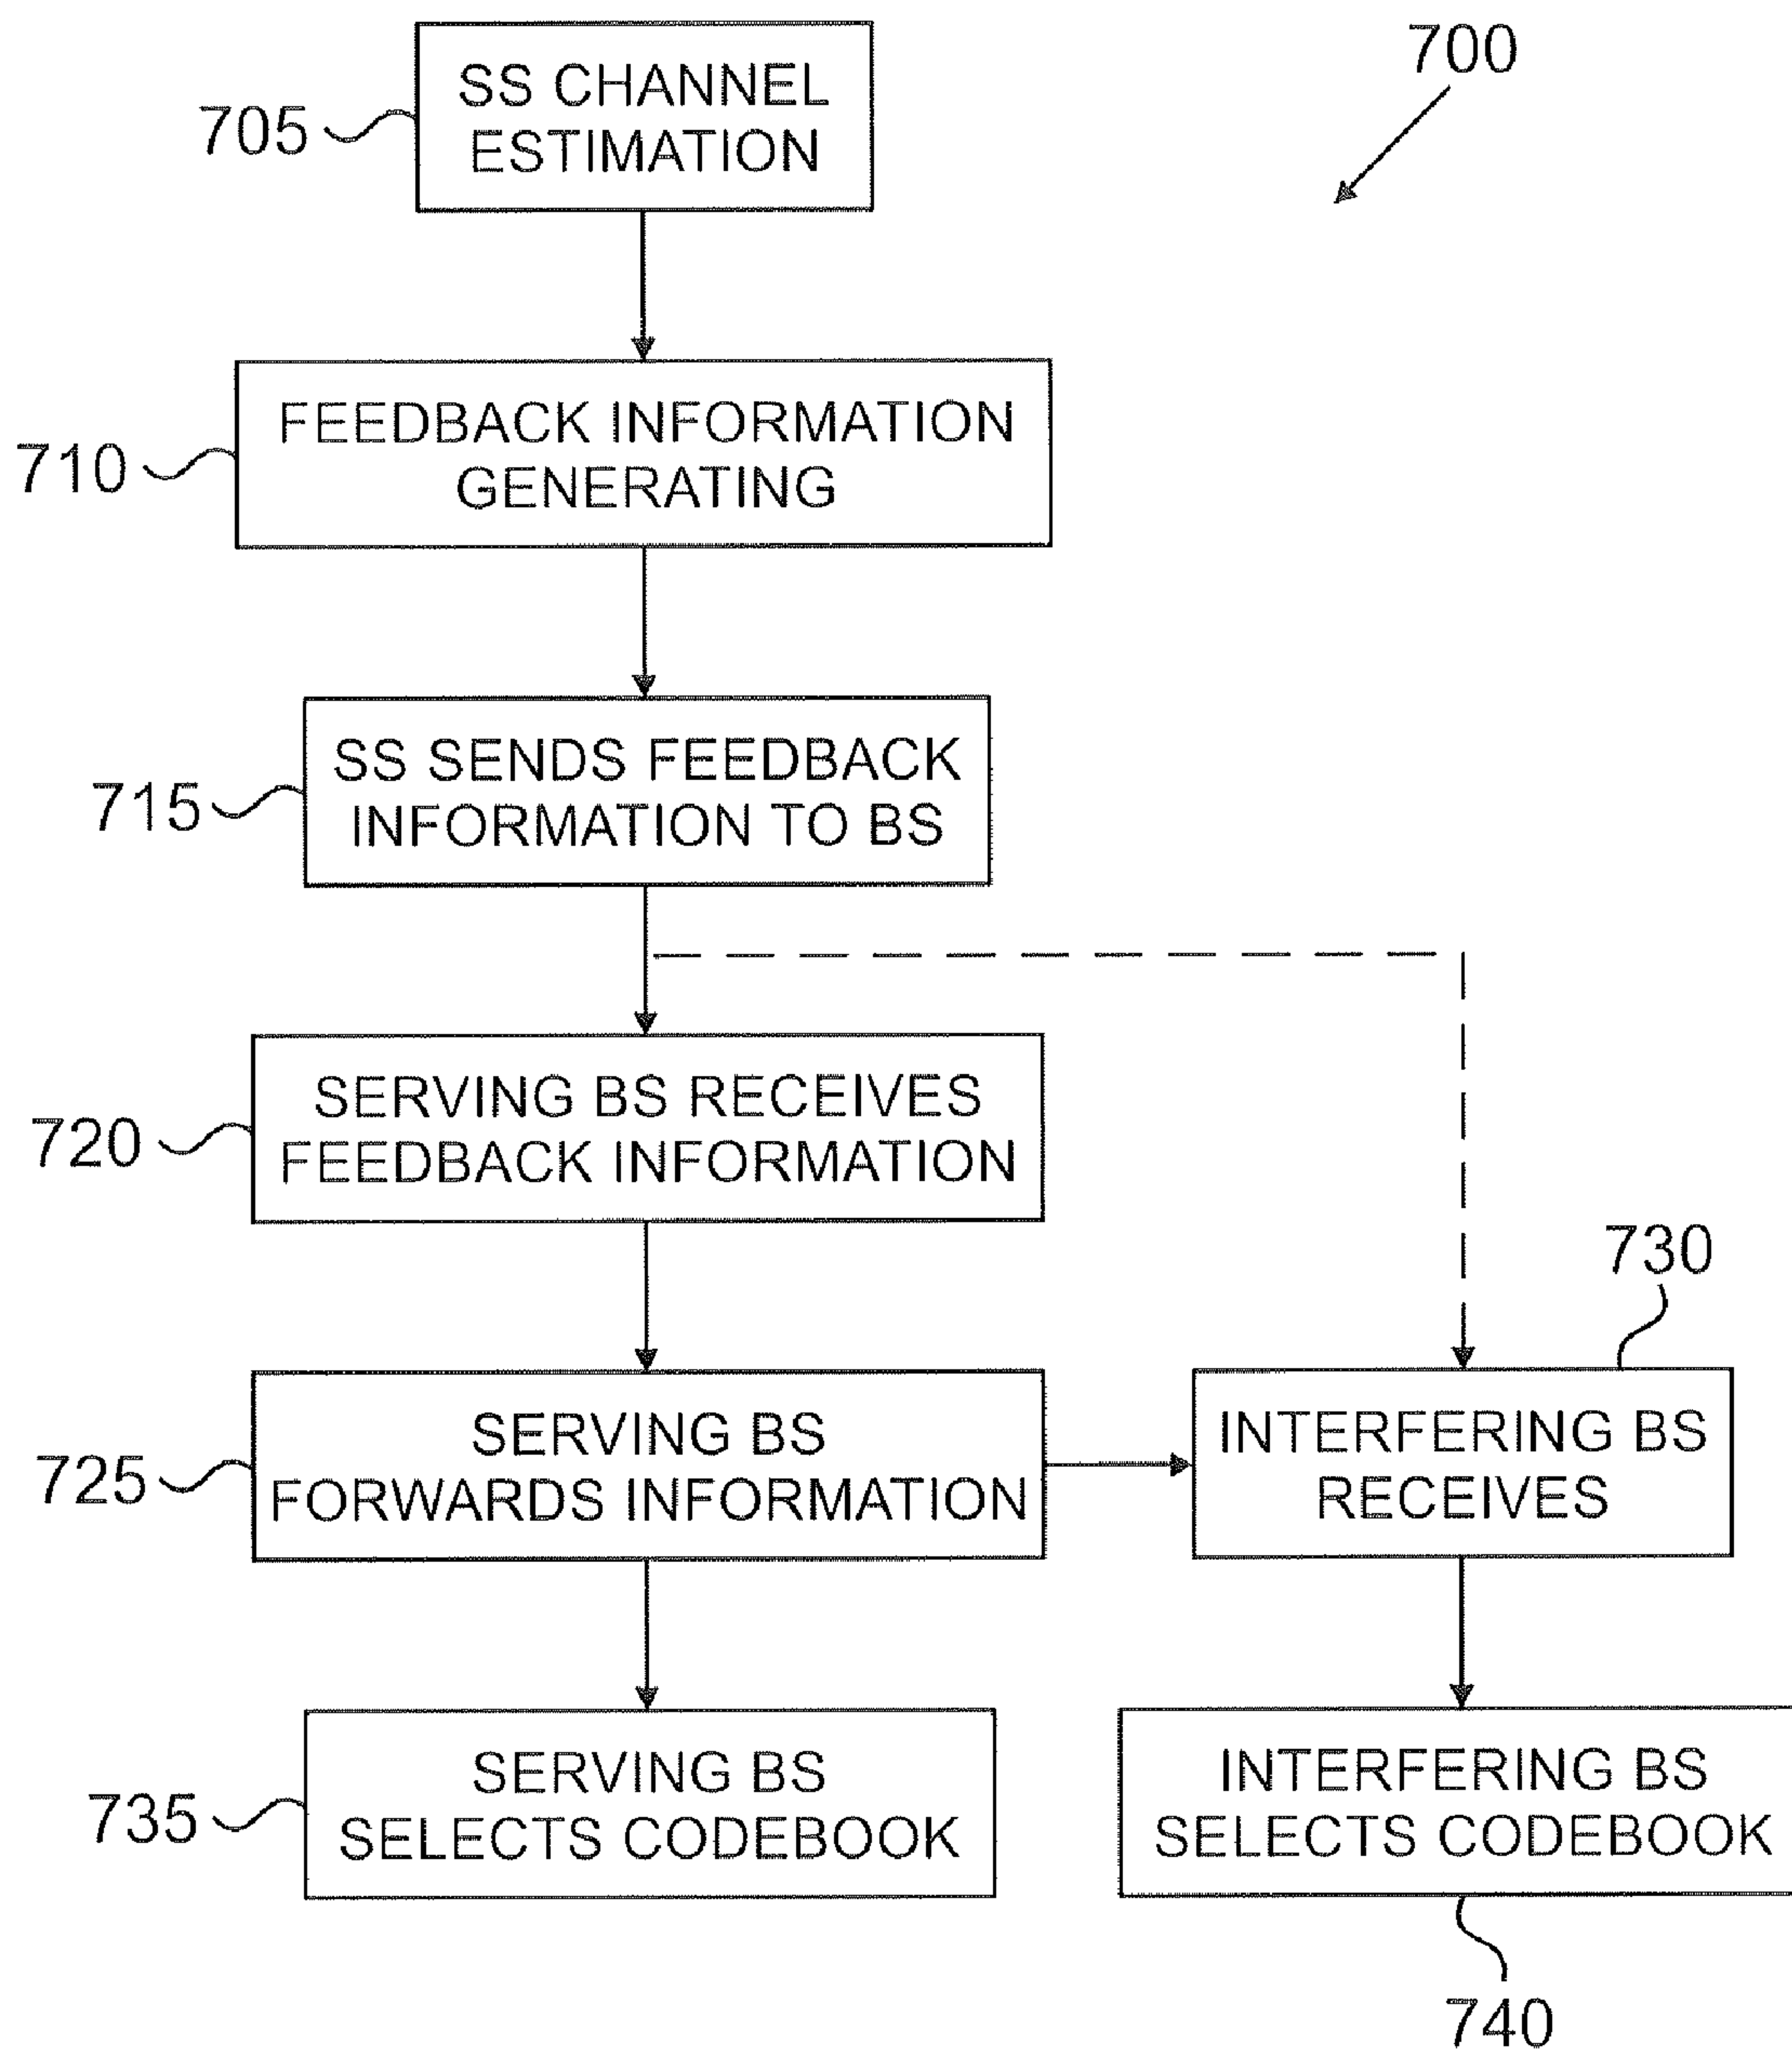 700
705
SS CHANNEL
ESTIMATION
710
FEEDBACK INFORMATION
GENERATING
715
SS SENDS FEEDBACK
INFORMATION TO BS
720
SERVING BS RECEIVES
FEEDBACK INFORMATION
725
SERVING BS
FORWARDS INFORMATION
730
INTERFERING BS
RECEIVES
735
SERVING BS
SELECTS CODEBOOK
INTERFERING BS
SELECTS CODEBOOK
740